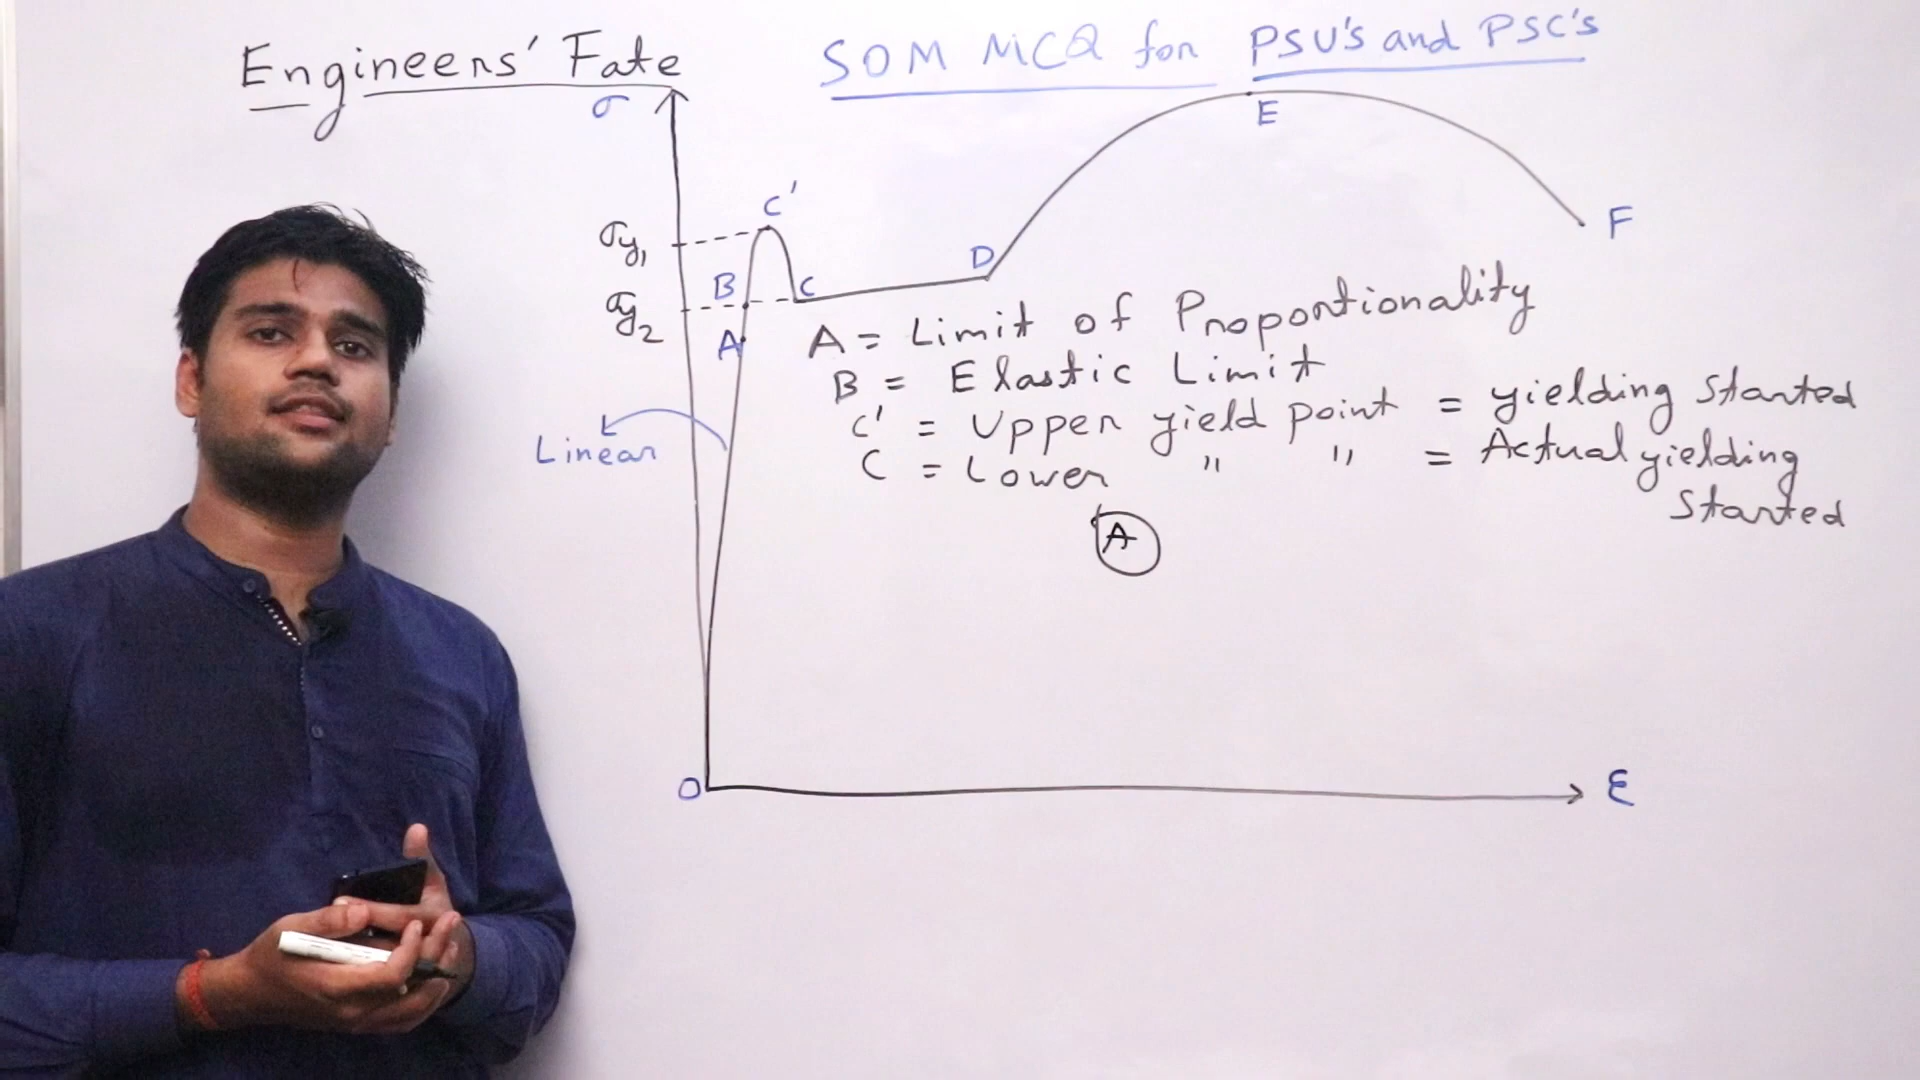 Engineers' Fate
SOM MCQ for PSU's and PSC's
σ
E
C'
σy₁
F
D
B
C
σy₂
A
A = Limit of Proportionality
B = Elastic Limit
C' = Upper yield point = yielding started
C = Lower " " = Actual yielding
started
Linear
A
O
ε